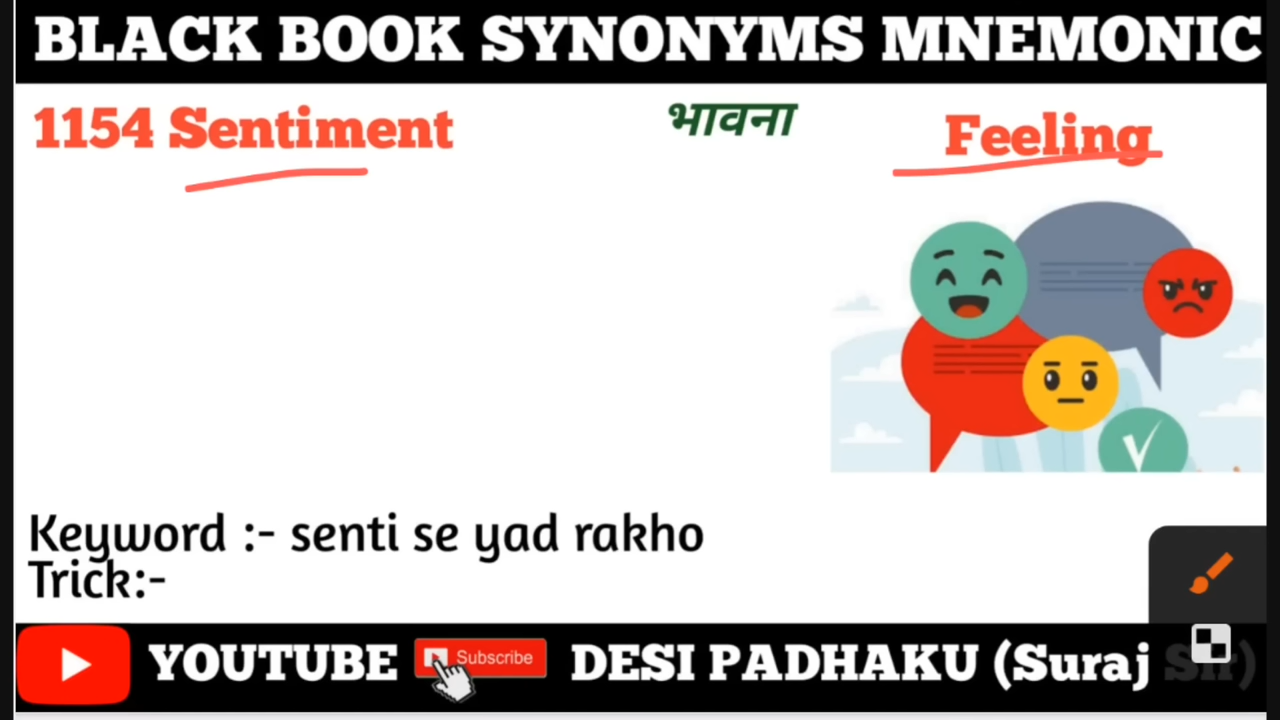 BLACK BOOK SYNONYMS MNEMONIC
1154 Sentiment भावना Feeling
Keyword :- senti se yad rakho
Trick:-
YOUTUBE Subscribe DESI PADHAKU (Suraj Sir)